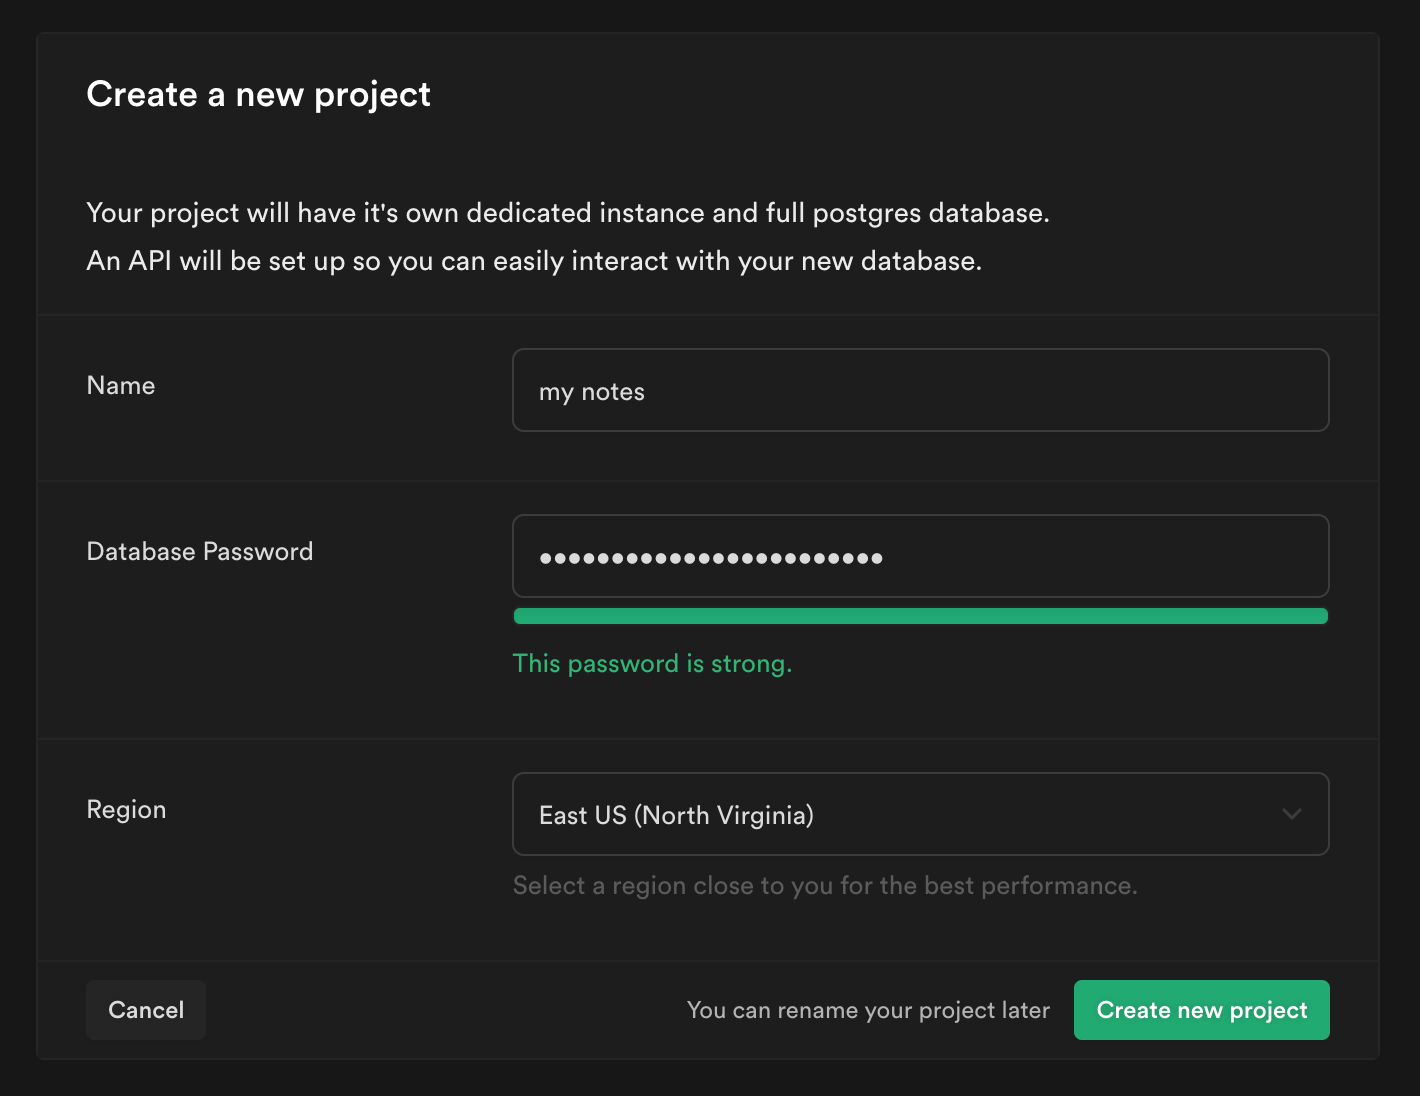 Create a new project
Your project will have it's own dedicated instance and full postgres database.
An API will be set up so you can easily interact with your new database.
Name
my notes
Database Password
••••••••••••••••••••••••
This password is strong.
Region
East US (North Virginia)
Select a region close to you for the best performance.
Cancel
You can rename your project later
Create new project